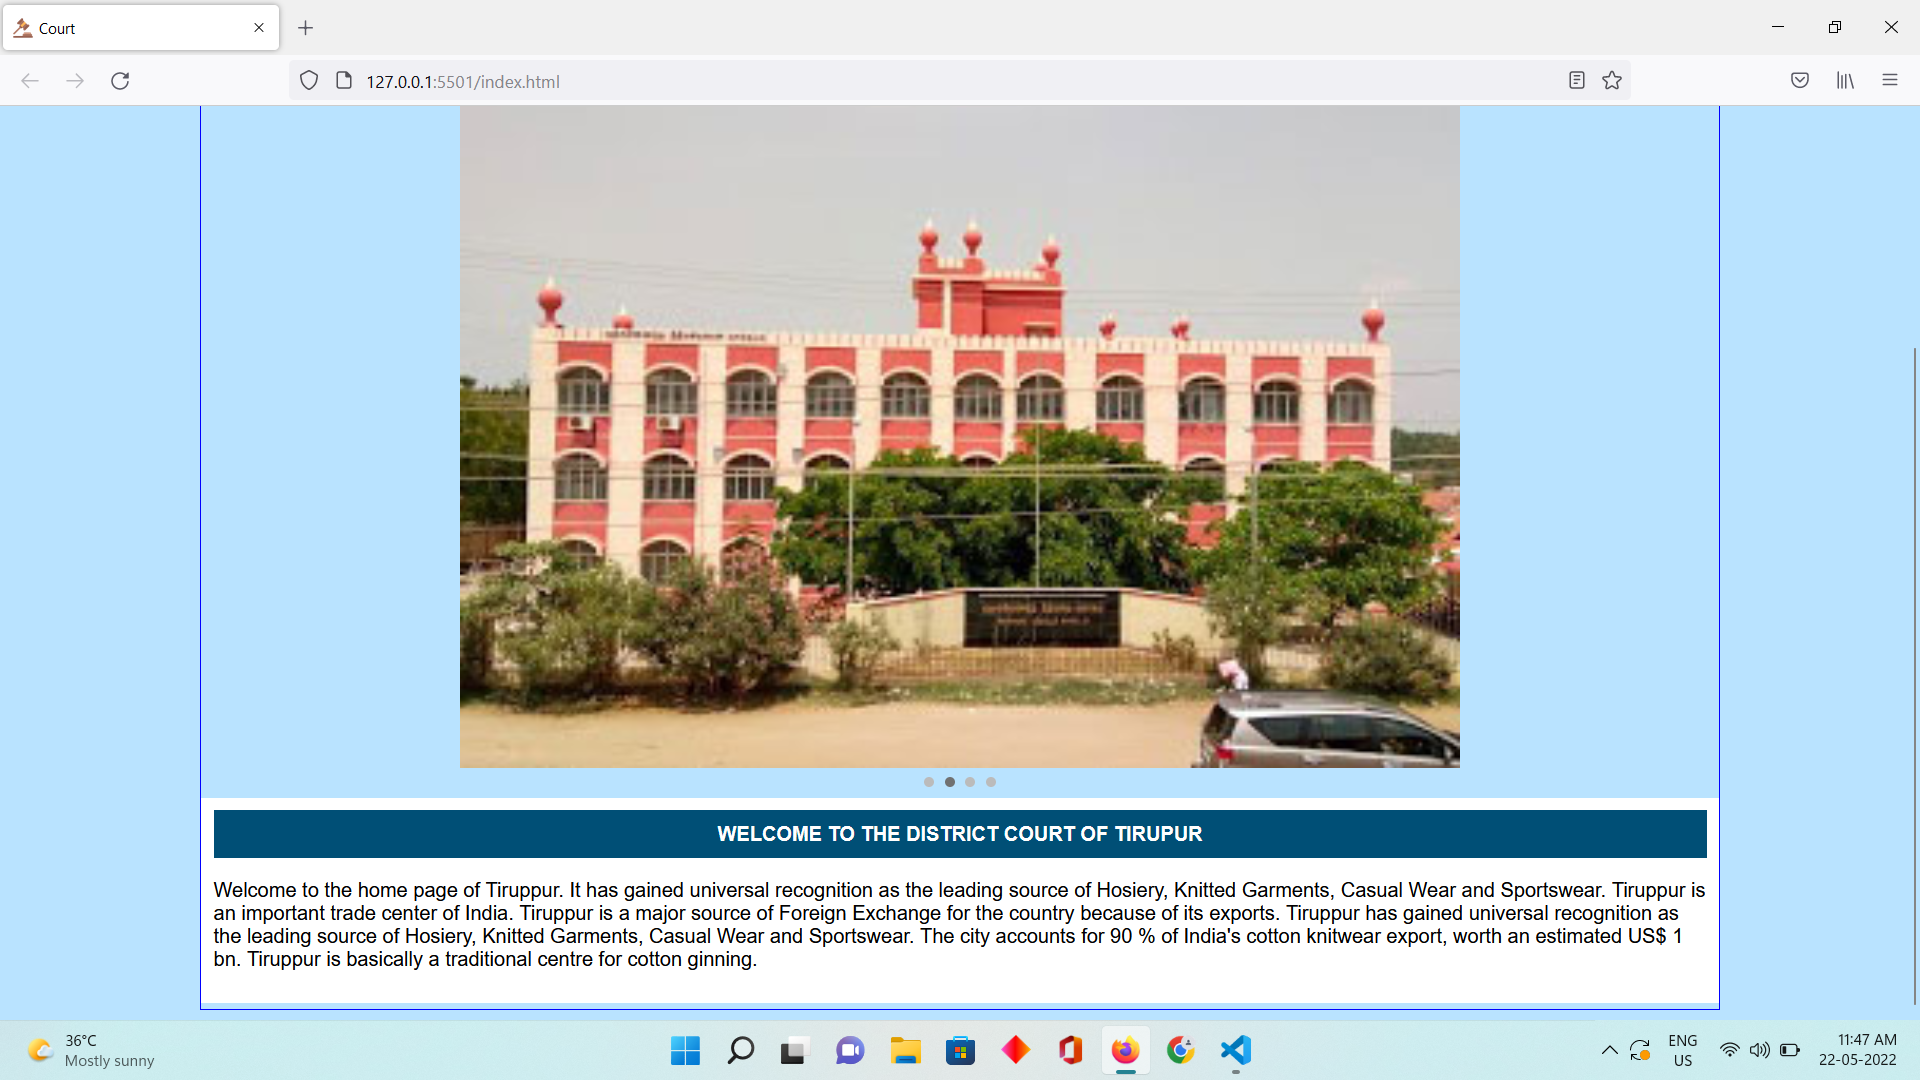 Court
127.0.0.1:5501/index.html
WELCOME TO THE DISTRICT COURT OF TIRUPUR
Welcome to the home page of Tiruppur. It has gained universal recognition as the leading source of Hosiery, Knitted Garments, Casual Wear and Sportswear. Tiruppur is
an important trade center of India. Tiruppur is a major source of Foreign Exchange for the country because of its exports. Tiruppur has gained universal recognition as
the leading source of Hosiery, Knitted Garments, Casual Wear and Sportswear. The city accounts for 90 % of India's cotton knitwear export, worth an estimated US$ 1
bn. Tiruppur is basically a traditional centre for cotton ginning.
36°C
Mostly sunny
ENG
US
11:47 AM
22-05-2022